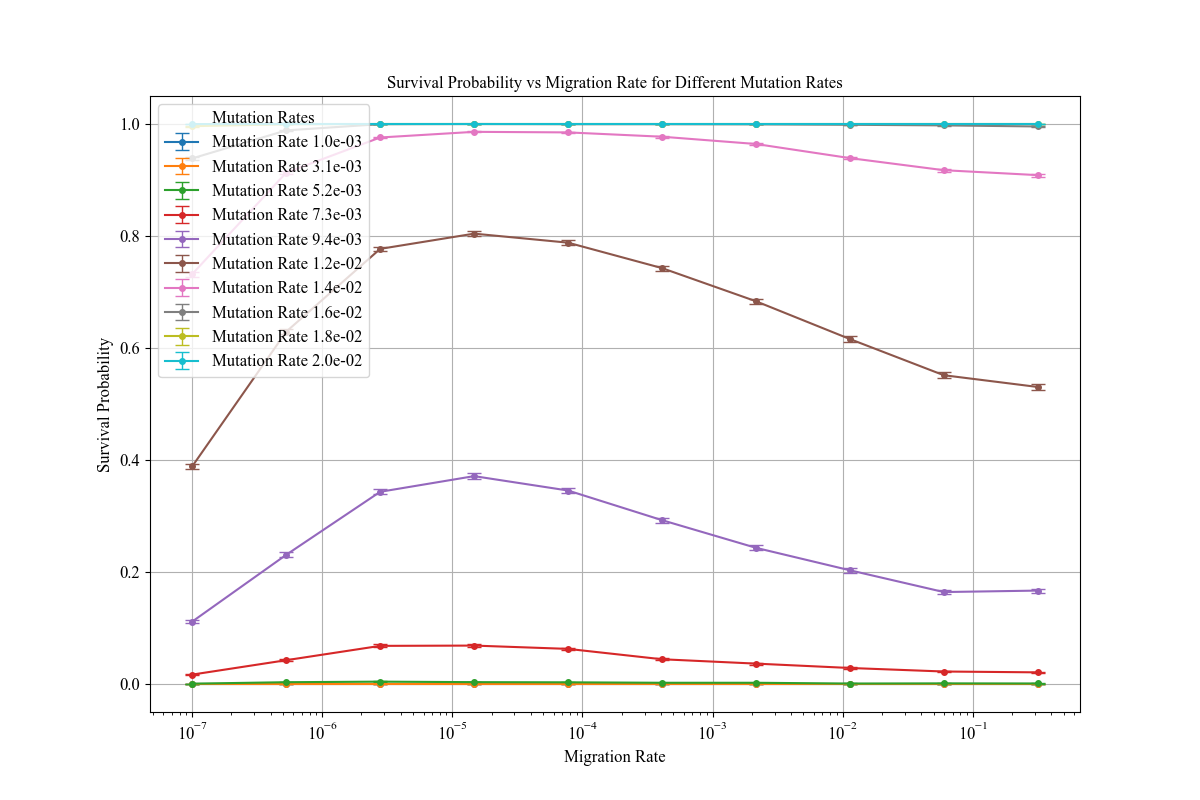 Survival Probability vs Migration Rate for Different Mutation Rates
Mutation Rates
Mutation Rate 1.0e-03
Mutation Rate 3.1e-03
Mutation Rate 5.2e-03
Mutation Rate 7.3e-03
Mutation Rate 9.4e-03
Mutation Rate 1.2e-02
Mutation Rate 1.4e-02
Mutation Rate 1.6e-02
Mutation Rate 1.8e-02
Mutation Rate 2.0e-02
Survival Probability
1.0
0.8
0.6
0.4
0.2
0.0
10⁻⁷ 10⁻⁶ 10⁻⁵ 10⁻⁴ 10⁻³ 10⁻² 10⁻¹
Migration Rate